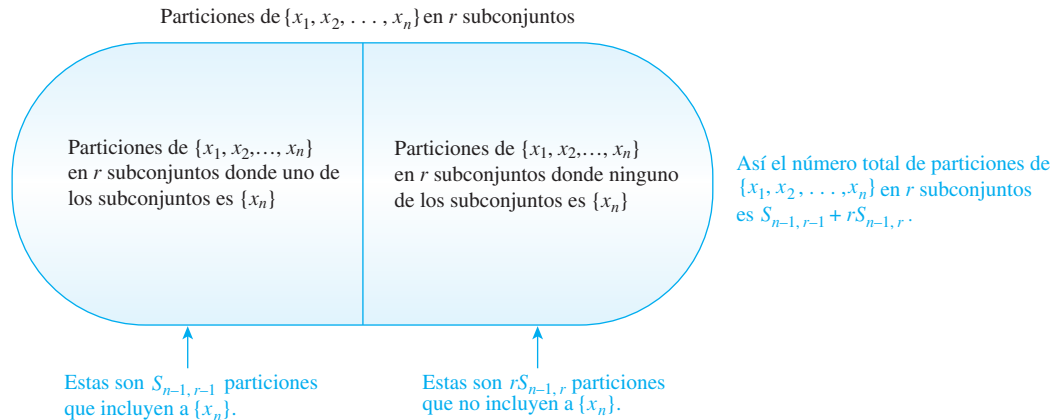 Particiones de {x₁, x₂, . . . , xₙ} en r subconjuntos
Particiones de {x₁, x₂,..., xₙ}
en r subconjuntos donde uno de
los subconjuntos es {xₙ}
Particiones de {x₁, x₂,..., xₙ}
en r subconjuntos donde ninguno
de los subconjuntos es {xₙ}
Así el número total de particiones de
{x₁, x₂ , . . . ,xₙ} en r subconjuntos
es Sₙ₋₁, ᵣ₋₁ + rSₙ₋₁, ᵣ .
Estas son Sₙ₋₁, ᵣ₋₁ particiones
que incluyen a {xₙ}.
Estas son rSₙ₋₁, ᵣ particiones
que no incluyen a {xₙ}.